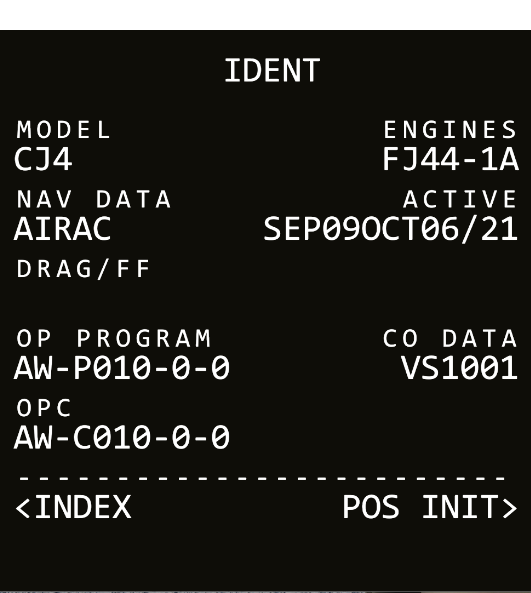 IDENT
MODEL ENGINES
CJ4 FJ44-1A
NAV DATA ACTIVE
AIRAC SEP09OCT06/21
DRAG/FF
OP PROGRAM CO DATA
AW-P010-0-0 VS1001
OPC
AW-C010-0-0
--------------------------
<INDEX POS INIT>